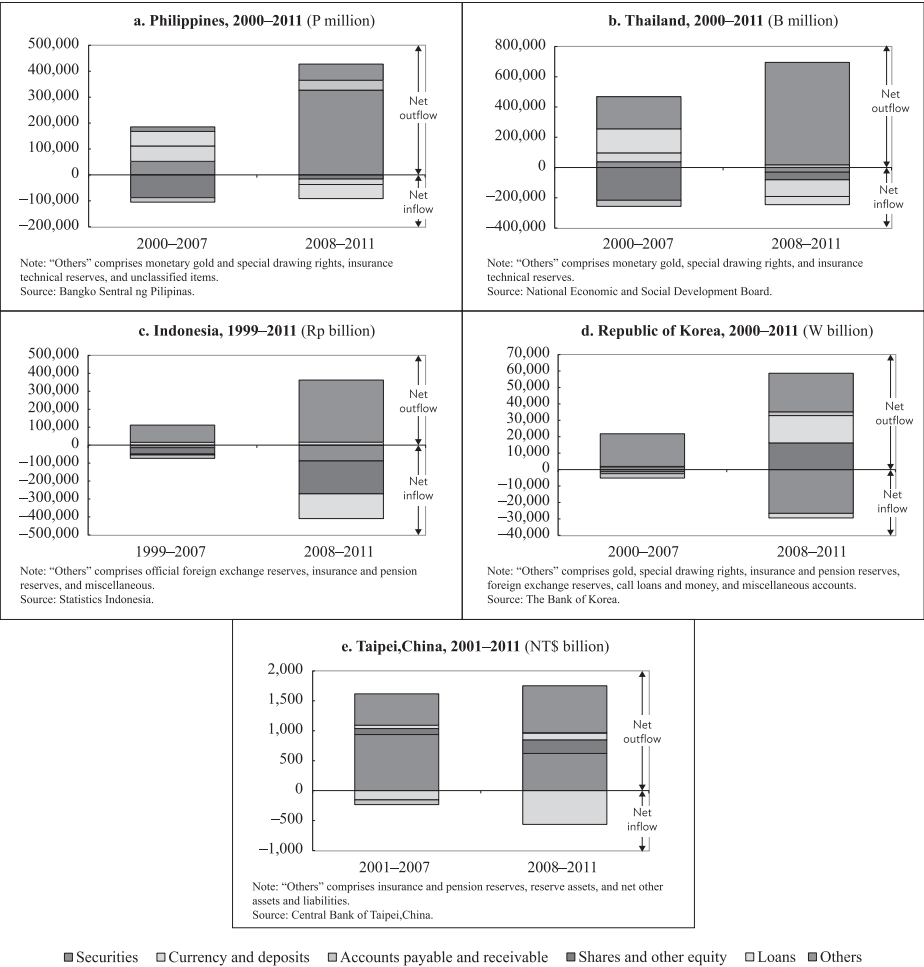 a. Philippines, 2000–2011 (P million)
500,000
400,000
300,000
200,000
100,000
0
–100,000
–200,000
Net
outflow
Net
inflow
2000–2007 2008–2011
Note: “Others” comprises monetary gold and special drawing rights, insurance
technical reserves, and unclassified items.
Source: Bangko Sentral ng Pilipinas.
b. Thailand, 2000–2011 (B million)
800,000
600,000
400,000
200,000
0
–200,000
–400,000
Net
outflow
Net
inflow
2000–2007 2008–2011
Note: “Others” comprises monetary gold, special drawing rights, and insurance
technical reserves.
Source: National Economic and Social Development Board.
c. Indonesia, 1999–2011 (Rp billion)
500,000
400,000
300,000
200,000
100,000
0
–100,000
–200,000
–300,000
–400,000
–500,000
Net
outflow
Net
inflow
1999–2007 2008–2011
Note: “Others” comprises official foreign exchange reserves, insurance and pension
reserves, and miscellaneous.
Source: Statistics Indonesia.
d. Republic of Korea, 2000–2011 (W billion)
70,000
60,000
50,000
40,000
30,000
20,000
10,000
0
–10,000
–20,000
–30,000
–40,000
Net
outflow
Net
inflow
2000–2007 2008–2011
Note: “Others” comprises gold, special drawing rights, insurance and pension reserves,
foreign exchange reserves, call loans and money, and miscellaneous accounts.
Source: The Bank of Korea.
e. Taipei,China, 2001–2011 (NT$ billion)
2,000
1,500
1,000
500
0
–500
–1,000
Net
outflow
Net
inflow
2001–2007 2008–2011
Note: “Others” comprises insurance and pension reserves, reserve assets, and net other
assets and liabilities.
Source: Central Bank of Taipei,China.
Securities Currency and deposits Accounts payable and receivable Shares and other equity Loans Others